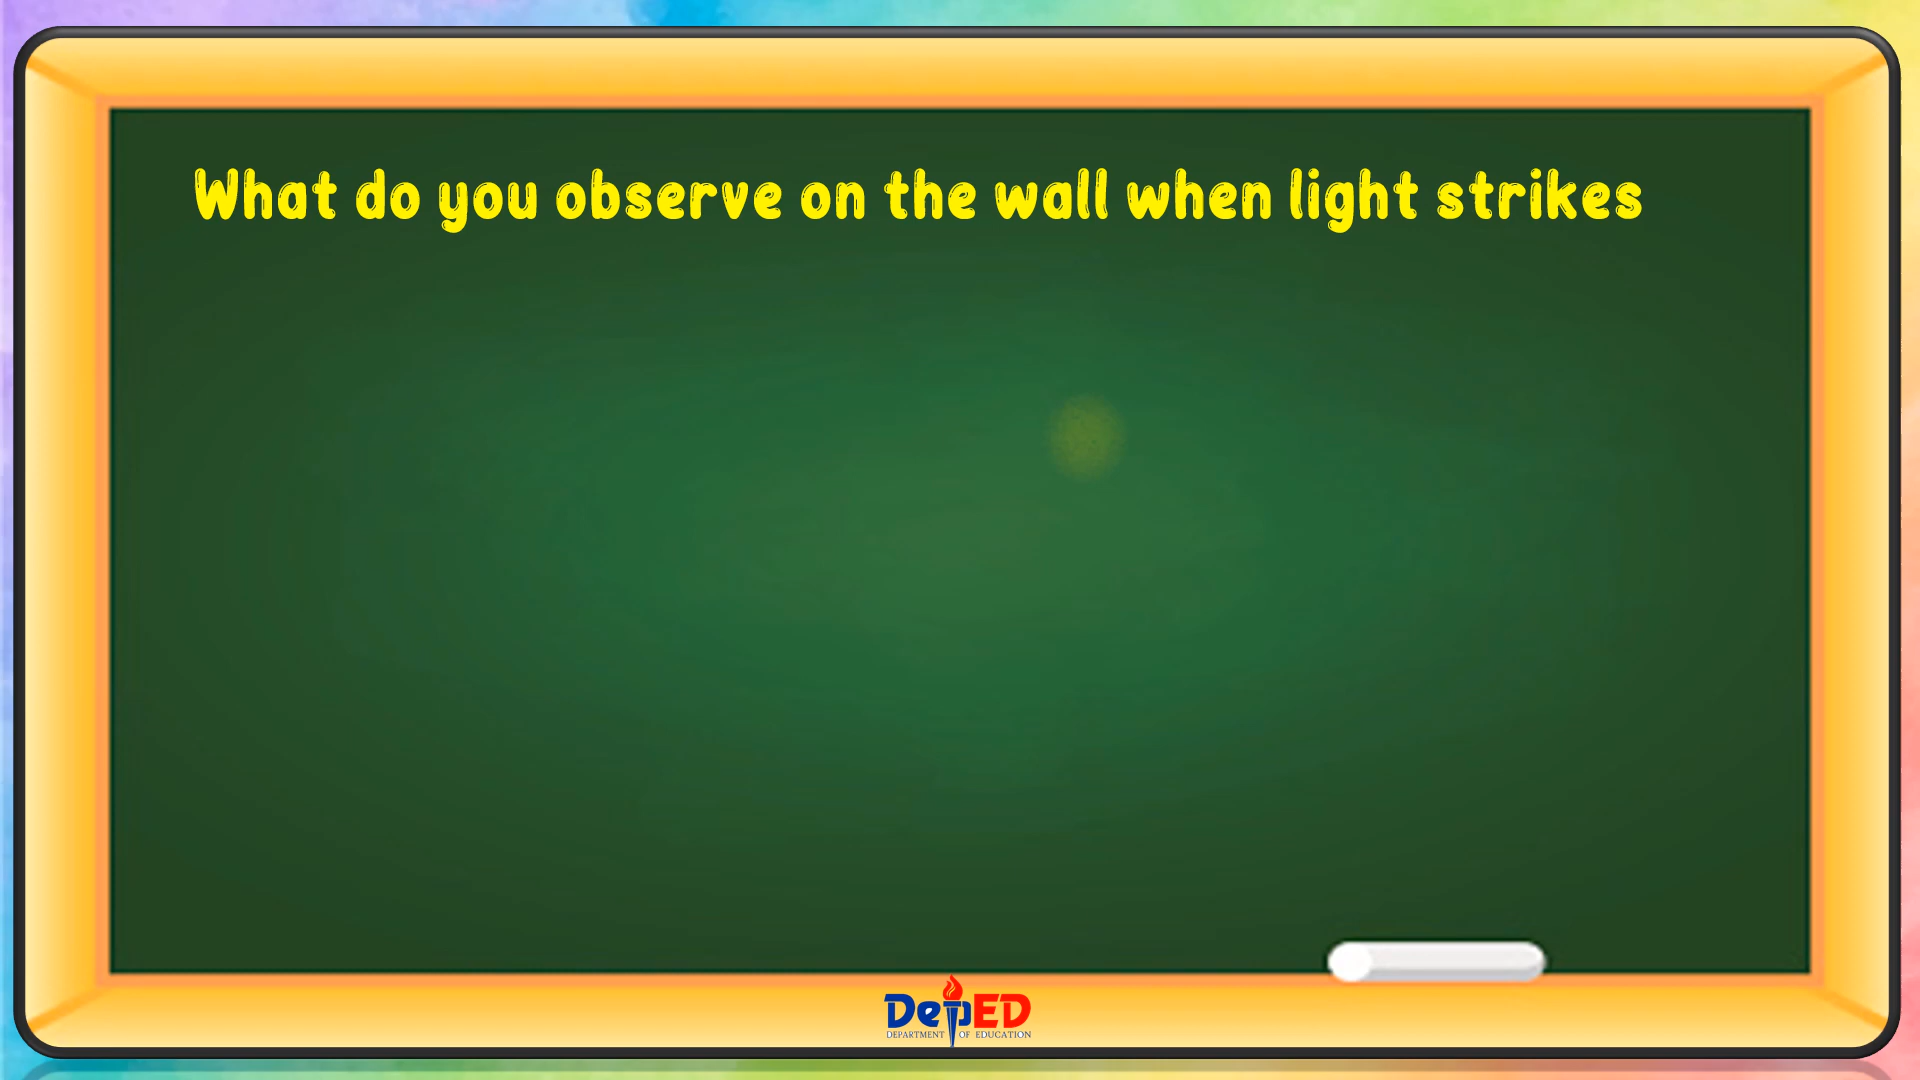 What do you observe on the wall when light strikes
DepED
DEPARTMENT OF EDUCATION